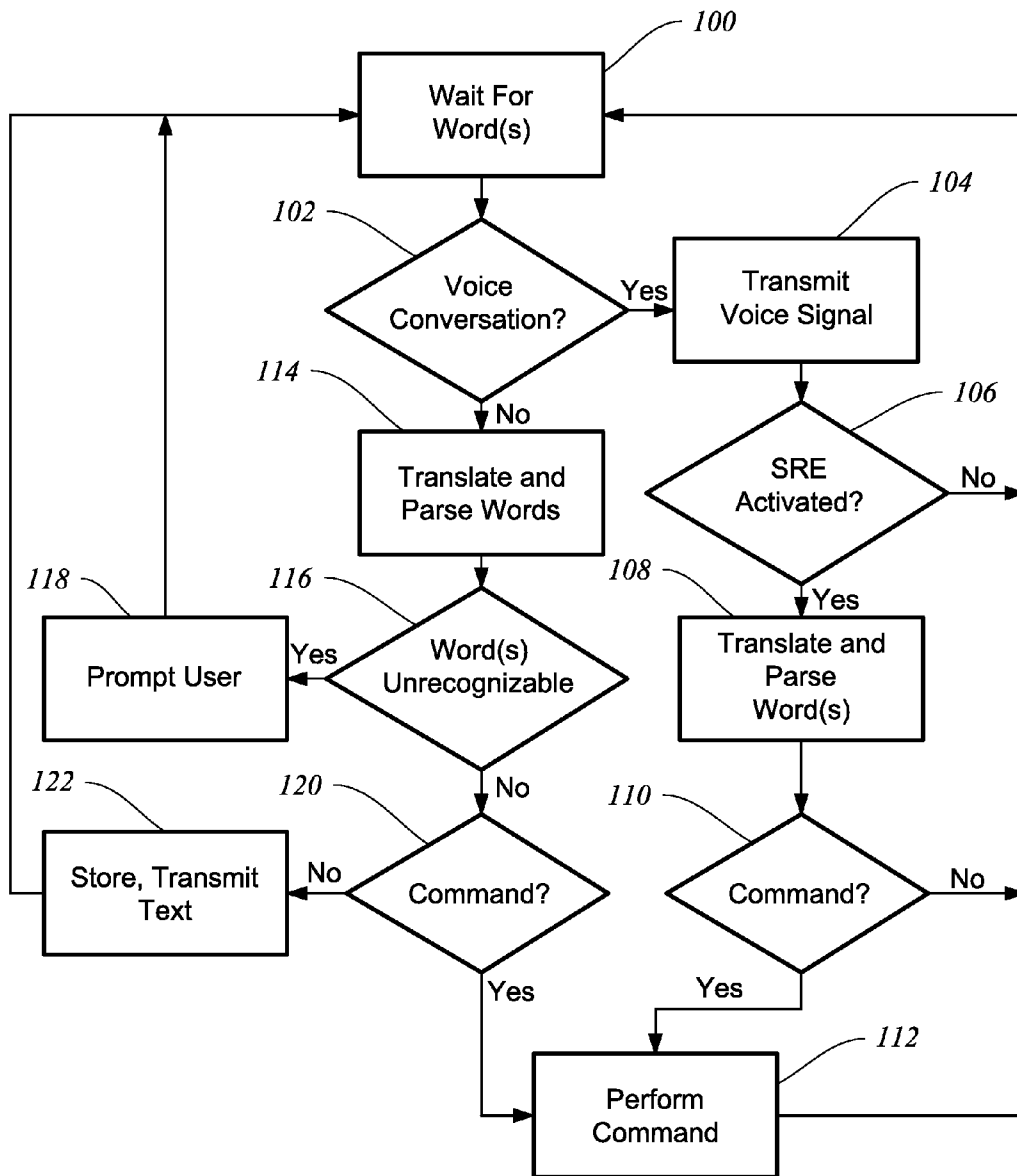 100
Wait For
Word(s)
102
104
Voice
Conversation?
Yes
Transmit
Voice Signal
114
No
106
Translate and
Parse Words
SRE
Activated?
No
118
116
108
Yes
Prompt User
Yes
Word(s)
Unrecognizable
Translate and
Parse
Word(s)
122
120
No
110
Store, Transmit
Text
No
Command?
Command?
No
Yes
Yes
112
Perform
Command